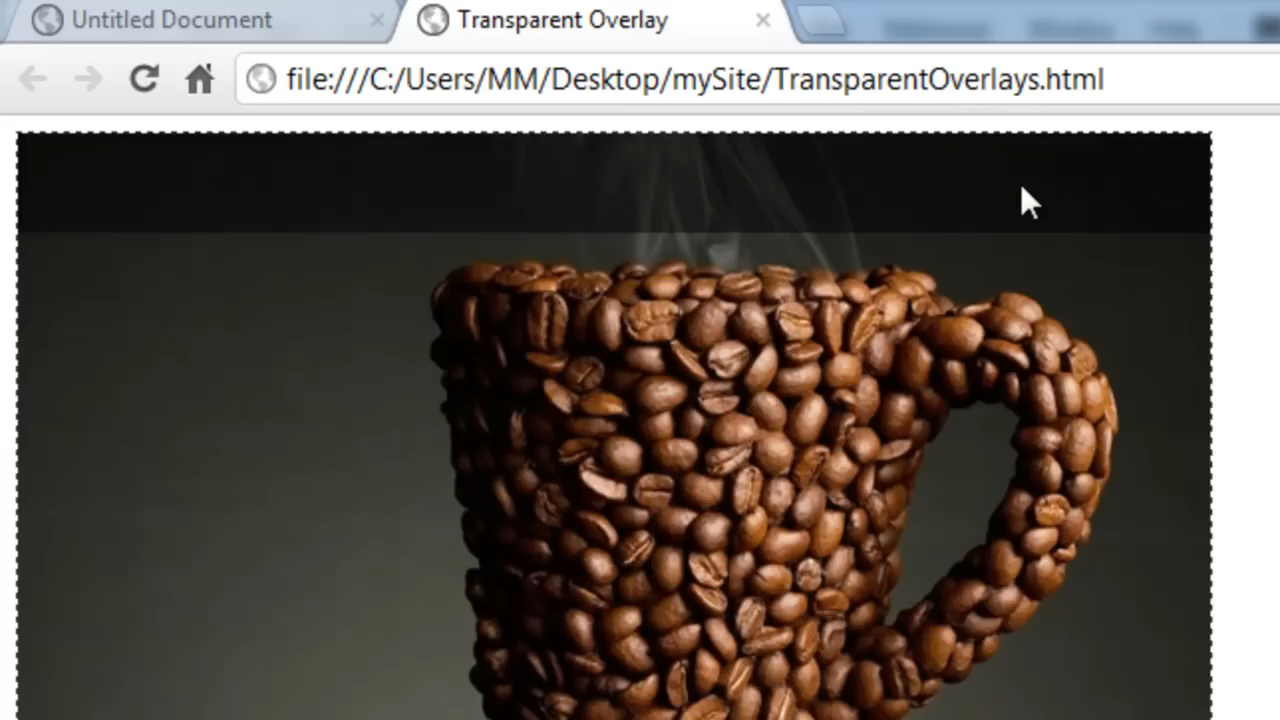 Untitled Document
Transparent Overlay
file:///C:/Users/MM/Desktop/mySite/TransparentOverlays.html